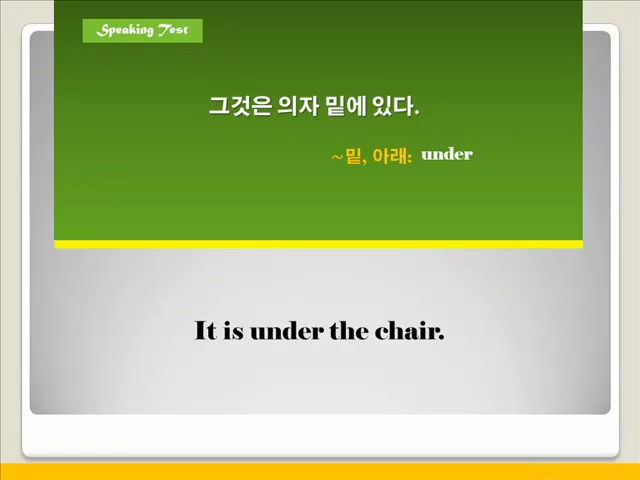 Speaking Test
그것은 의자 밑에 있다.
~밑, 아래: under
It is under the chair.